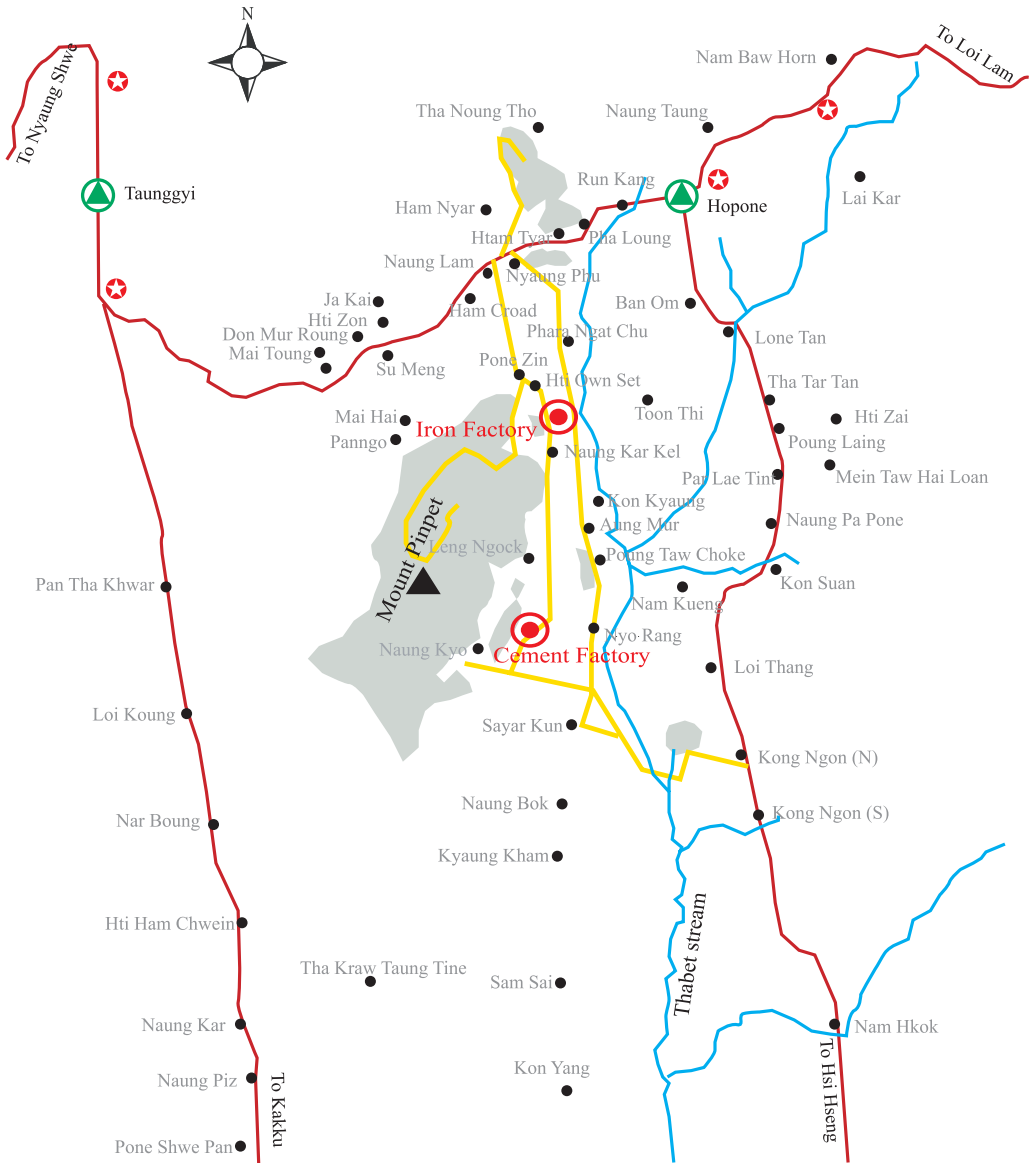 N
To Nyaung Shwe
To Loi Lam
Nam Baw Horn
Tha Noung Tho
Naung Taung
Run Kang
Taunggyi
Lai Kar
Ham Nyar
Hopone
Htam Tyar
Pha Loung
Naung Lam
Nyaung Phu
Ja Kai
Ham Croad
Ban Om
Hti Zon
Don Mur Roung
Phara Ngat Chu
Lone Tan
Mai Toung
Su Meng
Pone Zin
Hti Own Set
Tha Tar Tan
Mai Hai
Toon Thi
Hti Zai
Iron Factory
Panngo
Poung Laing
Naung Kar Kel
Par Lae Tint
Mein Taw Hai Loan
Kon Kyaung
Aung Mur
Naung Pa Pone
Mount Pinpet
Leng Ngock
Poung Taw Choke
Pan Tha Khwar
Kon Suan
Nam Kueng
Nyo Rang
Naung Kyo
Cement Factory
Loi Thang
Loi Koung
Sayar Kun
Kong Ngon (N)
Naung Bok
Kong Ngon (S)
Nar Boung
Kyaung Kham
Hti Ham Chwein
Thabet stream
Tha Kraw Taung Tine
Sam Sai
Naung Kar
Nam Hkok
Kon Yang
Naung Piz
To Kakku
To Hsi Hseng
Pone Shwe Pan